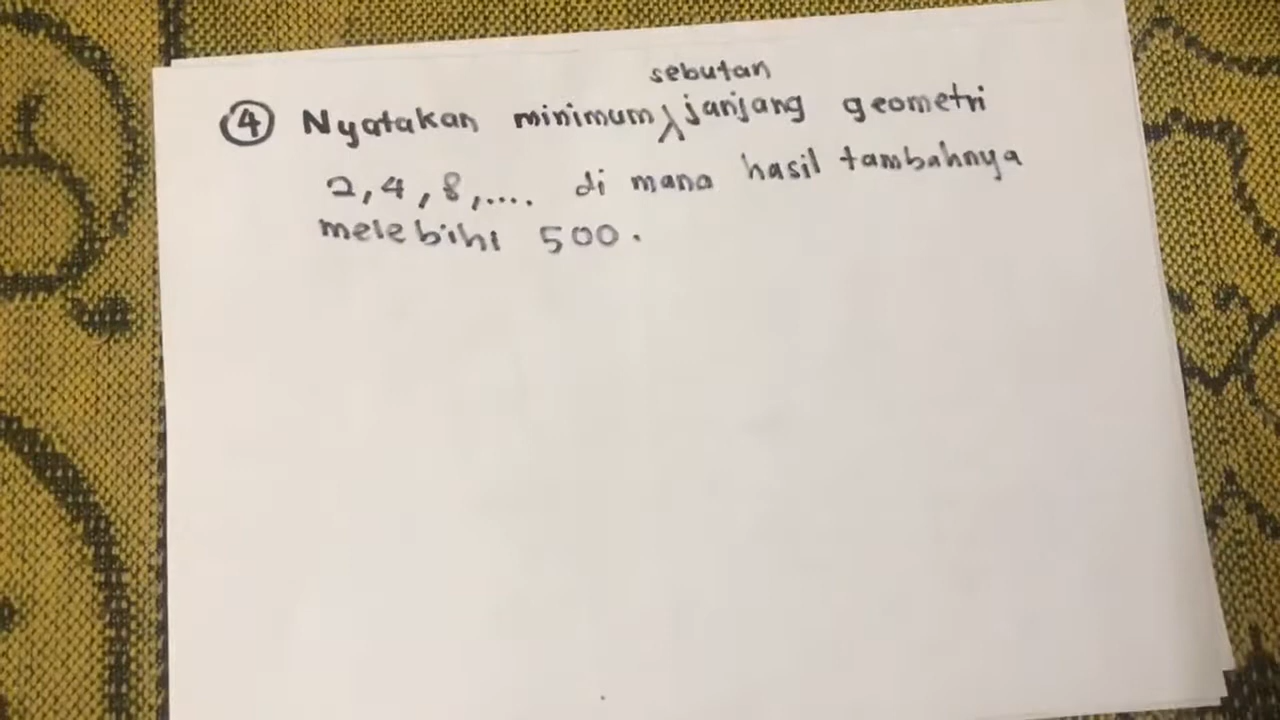 sebutan
④ Nyatakan minimum⁁janjang geometri
2, 4, 8, .... di mana hasil tambahnya
melebihi 500.